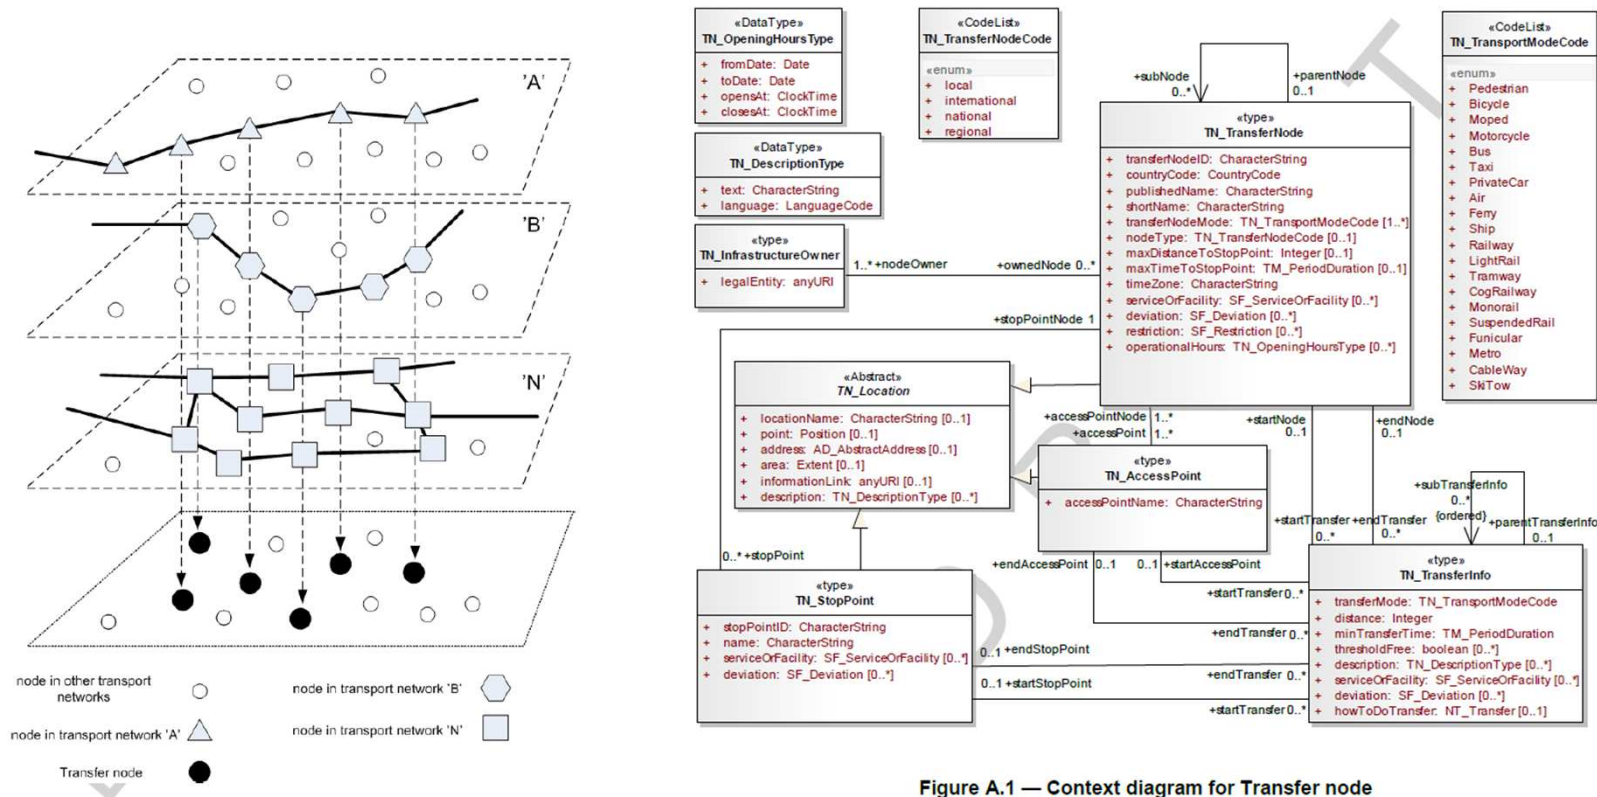 'A'
'B'
'N'
node in other transport
networks
node in transport network 'B'
node in transport network 'A'
node in transport network 'N'
Transfer node
«DataType»
TN_OpeningHoursType
+ fromDate: Date
+ toDate: Date
+ opensAt: ClockTime
+ closesAt: ClockTime
«CodeList»
TN_TransferNodeCode
«enum»
+ local
+ international
+ national
+ regional
«DataType»
TN_DescriptionType
+ text: CharacterString
+ language: LanguageCode
«type»
TN_InfrastructureOwner
+ legalEntity: anyURI
1..* +nodeOwner
+ownedNode 0..*
+subNode
0..*
+parentNode
0..1
«type»
TN_TransferNode
+ transferNodeID: CharacterString
+ countryCode: CountryCode
+ publishedName: CharacterString
+ shortName: CharacterString
+ transferNodeMode: TN_TransportModeCode [1..*]
+ nodeType: TN_TransferNodeCode [0..1]
+ maxDistanceToStopPoint: Integer [0..1]
+ maxTimeToStopPoint: TM_PeriodDuration [0..1]
+ timeZone: CharacterString
+ serviceOrFacility: SF_ServiceOrFacility [0..*]
+ deviation: SF_Deviation [0..*]
+ restriction: SF_Restriction [0..*]
+ operationalHours: TN_OpeningHoursType [0..*]
«CodeList»
TN_TransportModeCode
«enum»
+ Pedestrian
+ Bicycle
+ Moped
+ Motorcycle
+ Bus
+ Taxi
+ PrivateCar
+ Air
+ Ferry
+ Ship
+ Railway
+ LightRail
+ Tramway
+ CogRailway
+ Monorail
+ SuspendedRail
+ Funicular
+ Metro
+ CableWay
+ SkiTow
+stopPointNode 1
«Abstract»
TN_Location
+ locationName: CharacterString [0..1]
+ point: Position [0..1]
+ address: AD_AbstractAddress [0..1]
+ area: Extent [0..1]
+ informationLink: anyURI [0..1]
+ description: TN_DescriptionType [0..*]
+accessPointNode 1..*
+accessPoint 1..*
+startNode
0..1
+endNode
0..1
«type»
TN_AccessPoint
+ accessPointName: CharacterString
+subTransferInfo
0..*
{ordered}
+parentTransferInfo
0..1
+startTransfer
0..*
+endTransfer
0..*
0..* +stopPoint
+endAccessPoint 0..1
0..1 +startAccessPoint
+startTransfer 0..*
+endTransfer 0..*
«type»
TN_StopPoint
+ stopPointID: CharacterString
+ name: CharacterString
+ serviceOrFacility: SF_ServiceOrFacility [0..*]
+ deviation: SF_Deviation [0..*]
0..1 +endStopPoint
+endTransfer 0..*
0..1 +startStopPoint
+startTransfer 0..*
«type»
TN_TransferInfo
+ transferMode: TN_TransportModeCode
+ distance: Integer
+ minTransferTime: TM_PeriodDuration
+ thresholdFree: boolean [0..*]
+ description: TN_DescriptionType [0..*]
+ serviceOrFacility: SF_ServiceOrFacility [0..*]
+ deviation: SF_Deviation [0..*]
+ howToDoTransfer: NT_Transfer [0..1]
Figure A.1 — Context diagram for Transfer node